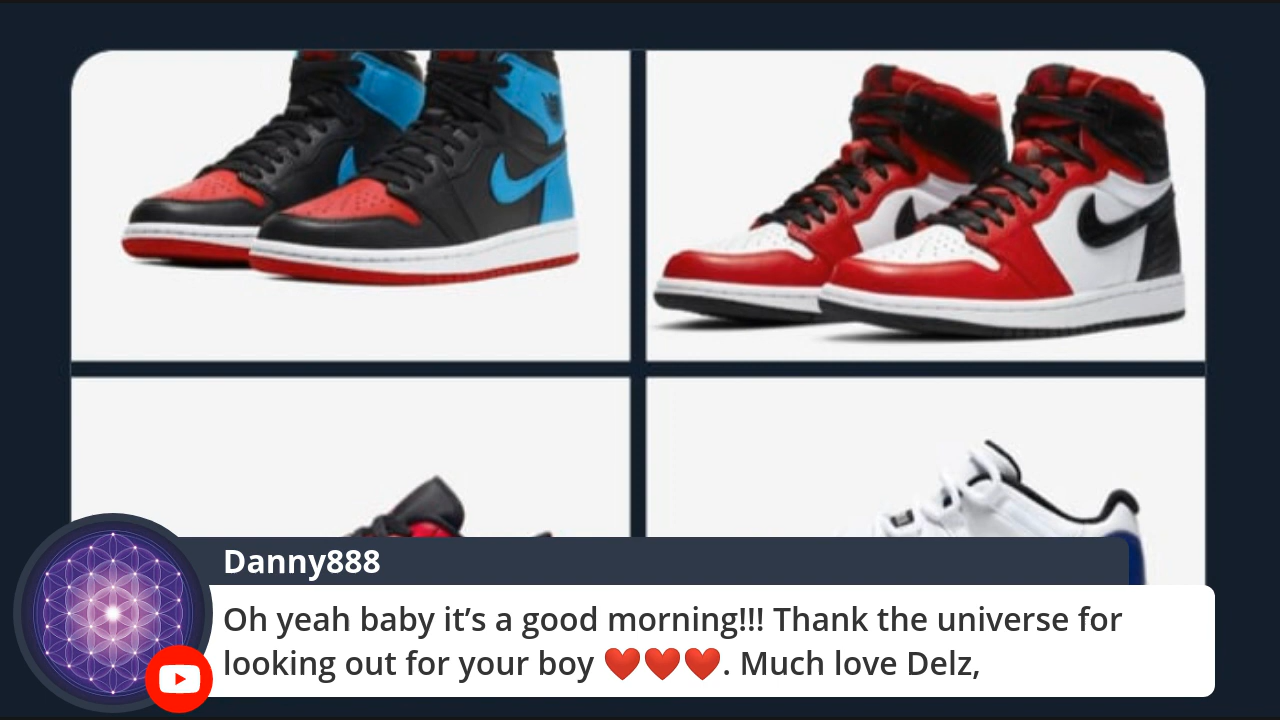 Danny888
Oh yeah baby it’s a good morning!!! Thank the universe for
looking out for your boy ❤️❤️❤️. Much love Delz,